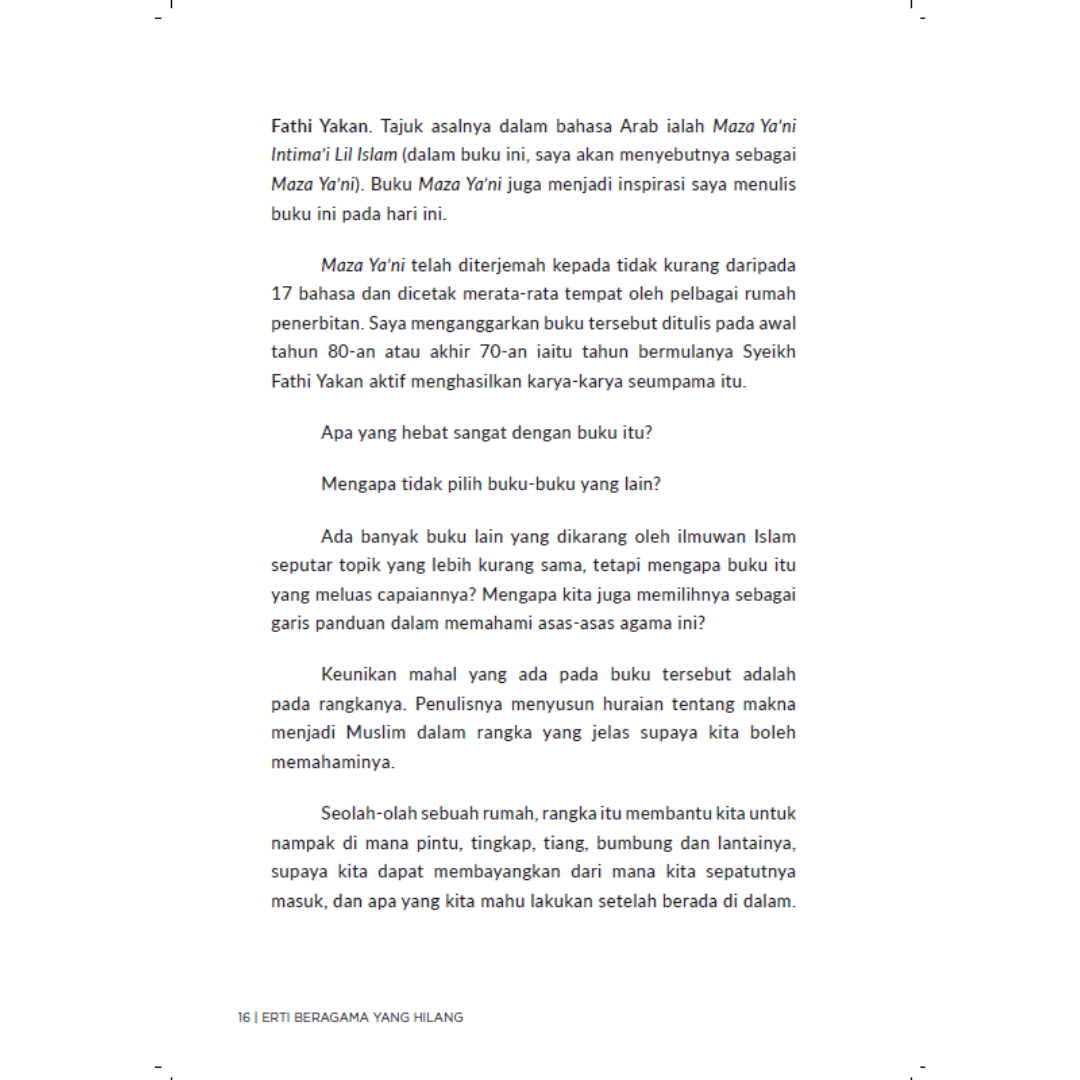 Fathi Yakan. Tajuk asalnya dalam bahasa Arab ialah Maza Ya'ni
Intima'i Lil Islam (dalam buku ini, saya akan menyebutnya sebagai
Maza Ya'ni). Buku Maza Ya'ni juga menjadi inspirasi saya menulis
buku ini pada hari ini.
Maza Ya'ni telah diterjemah kepada tidak kurang daripada
17 bahasa dan dicetak merata-rata tempat oleh pelbagai rumah
penerbitan. Saya menganggarkan buku tersebut ditulis pada awal
tahun 80-an atau akhir 70-an iaitu tahun bermulanya Syeikh
Fathi Yakan aktif menghasilkan karya-karya seumpama itu.
Apa yang hebat sangat dengan buku itu?
Mengapa tidak pilih buku-buku yang lain?
Ada banyak buku lain yang dikarang oleh ilmuwan Islam
seputar topik yang lebih kurang sama, tetapi mengapa buku itu
yang meluas capaiannya? Mengapa kita juga memilihnya sebagai
garis panduan dalam memahami asas-asas agama ini?
Keunikan mahal yang ada pada buku tersebut adalah
pada rangkanya. Penulisnya menyusun huraian tentang makna
menjadi Muslim dalam rangka yang jelas supaya kita boleh
memahaminya.
Seolah-olah sebuah rumah, rangka itu membantu kita untuk
nampak di mana pintu, tingkap, tiang, bumbung dan lantainya,
supaya kita dapat membayangkan dari mana kita sepatutnya
masuk, dan apa yang kita mahu lakukan setelah berada di dalam.
16 | ERTI BERAGAMA YANG HILANG